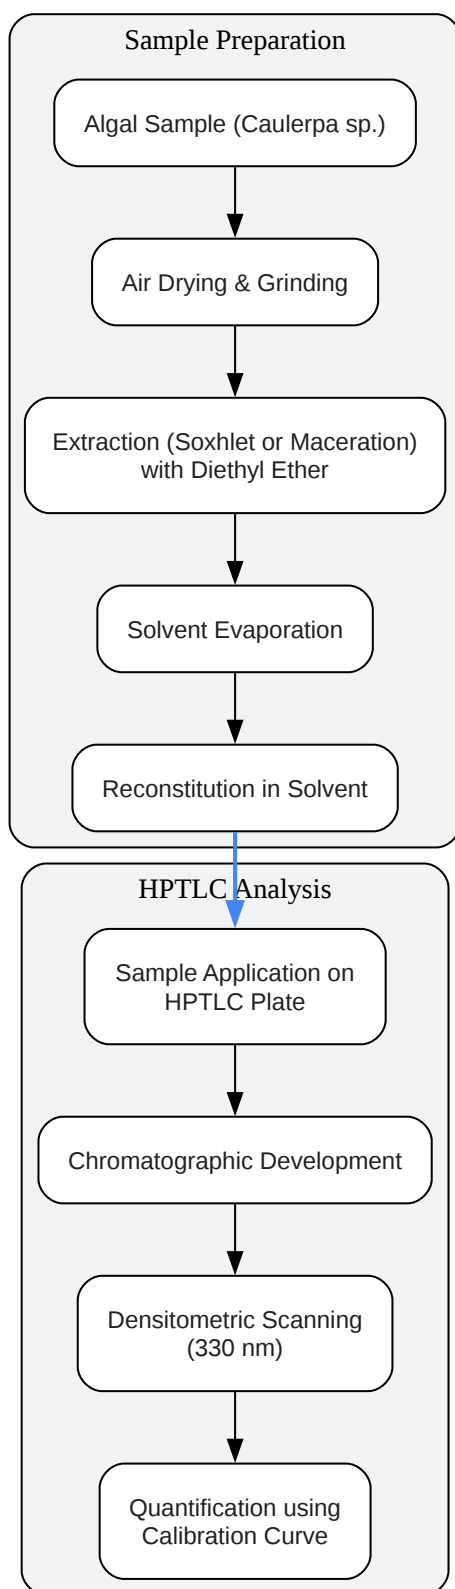 Sample Preparation
Algal Sample (Caulerpa sp.)
Air Drying & Grinding
Extraction (Soxhlet or Maceration)
with Diethyl Ether
Solvent Evaporation
Reconstitution in Solvent
HPTLC Analysis
Sample Application on
HPTLC Plate
Chromatographic Development
Densitometric Scanning
(330 nm)
Quantification using
Calibration Curve